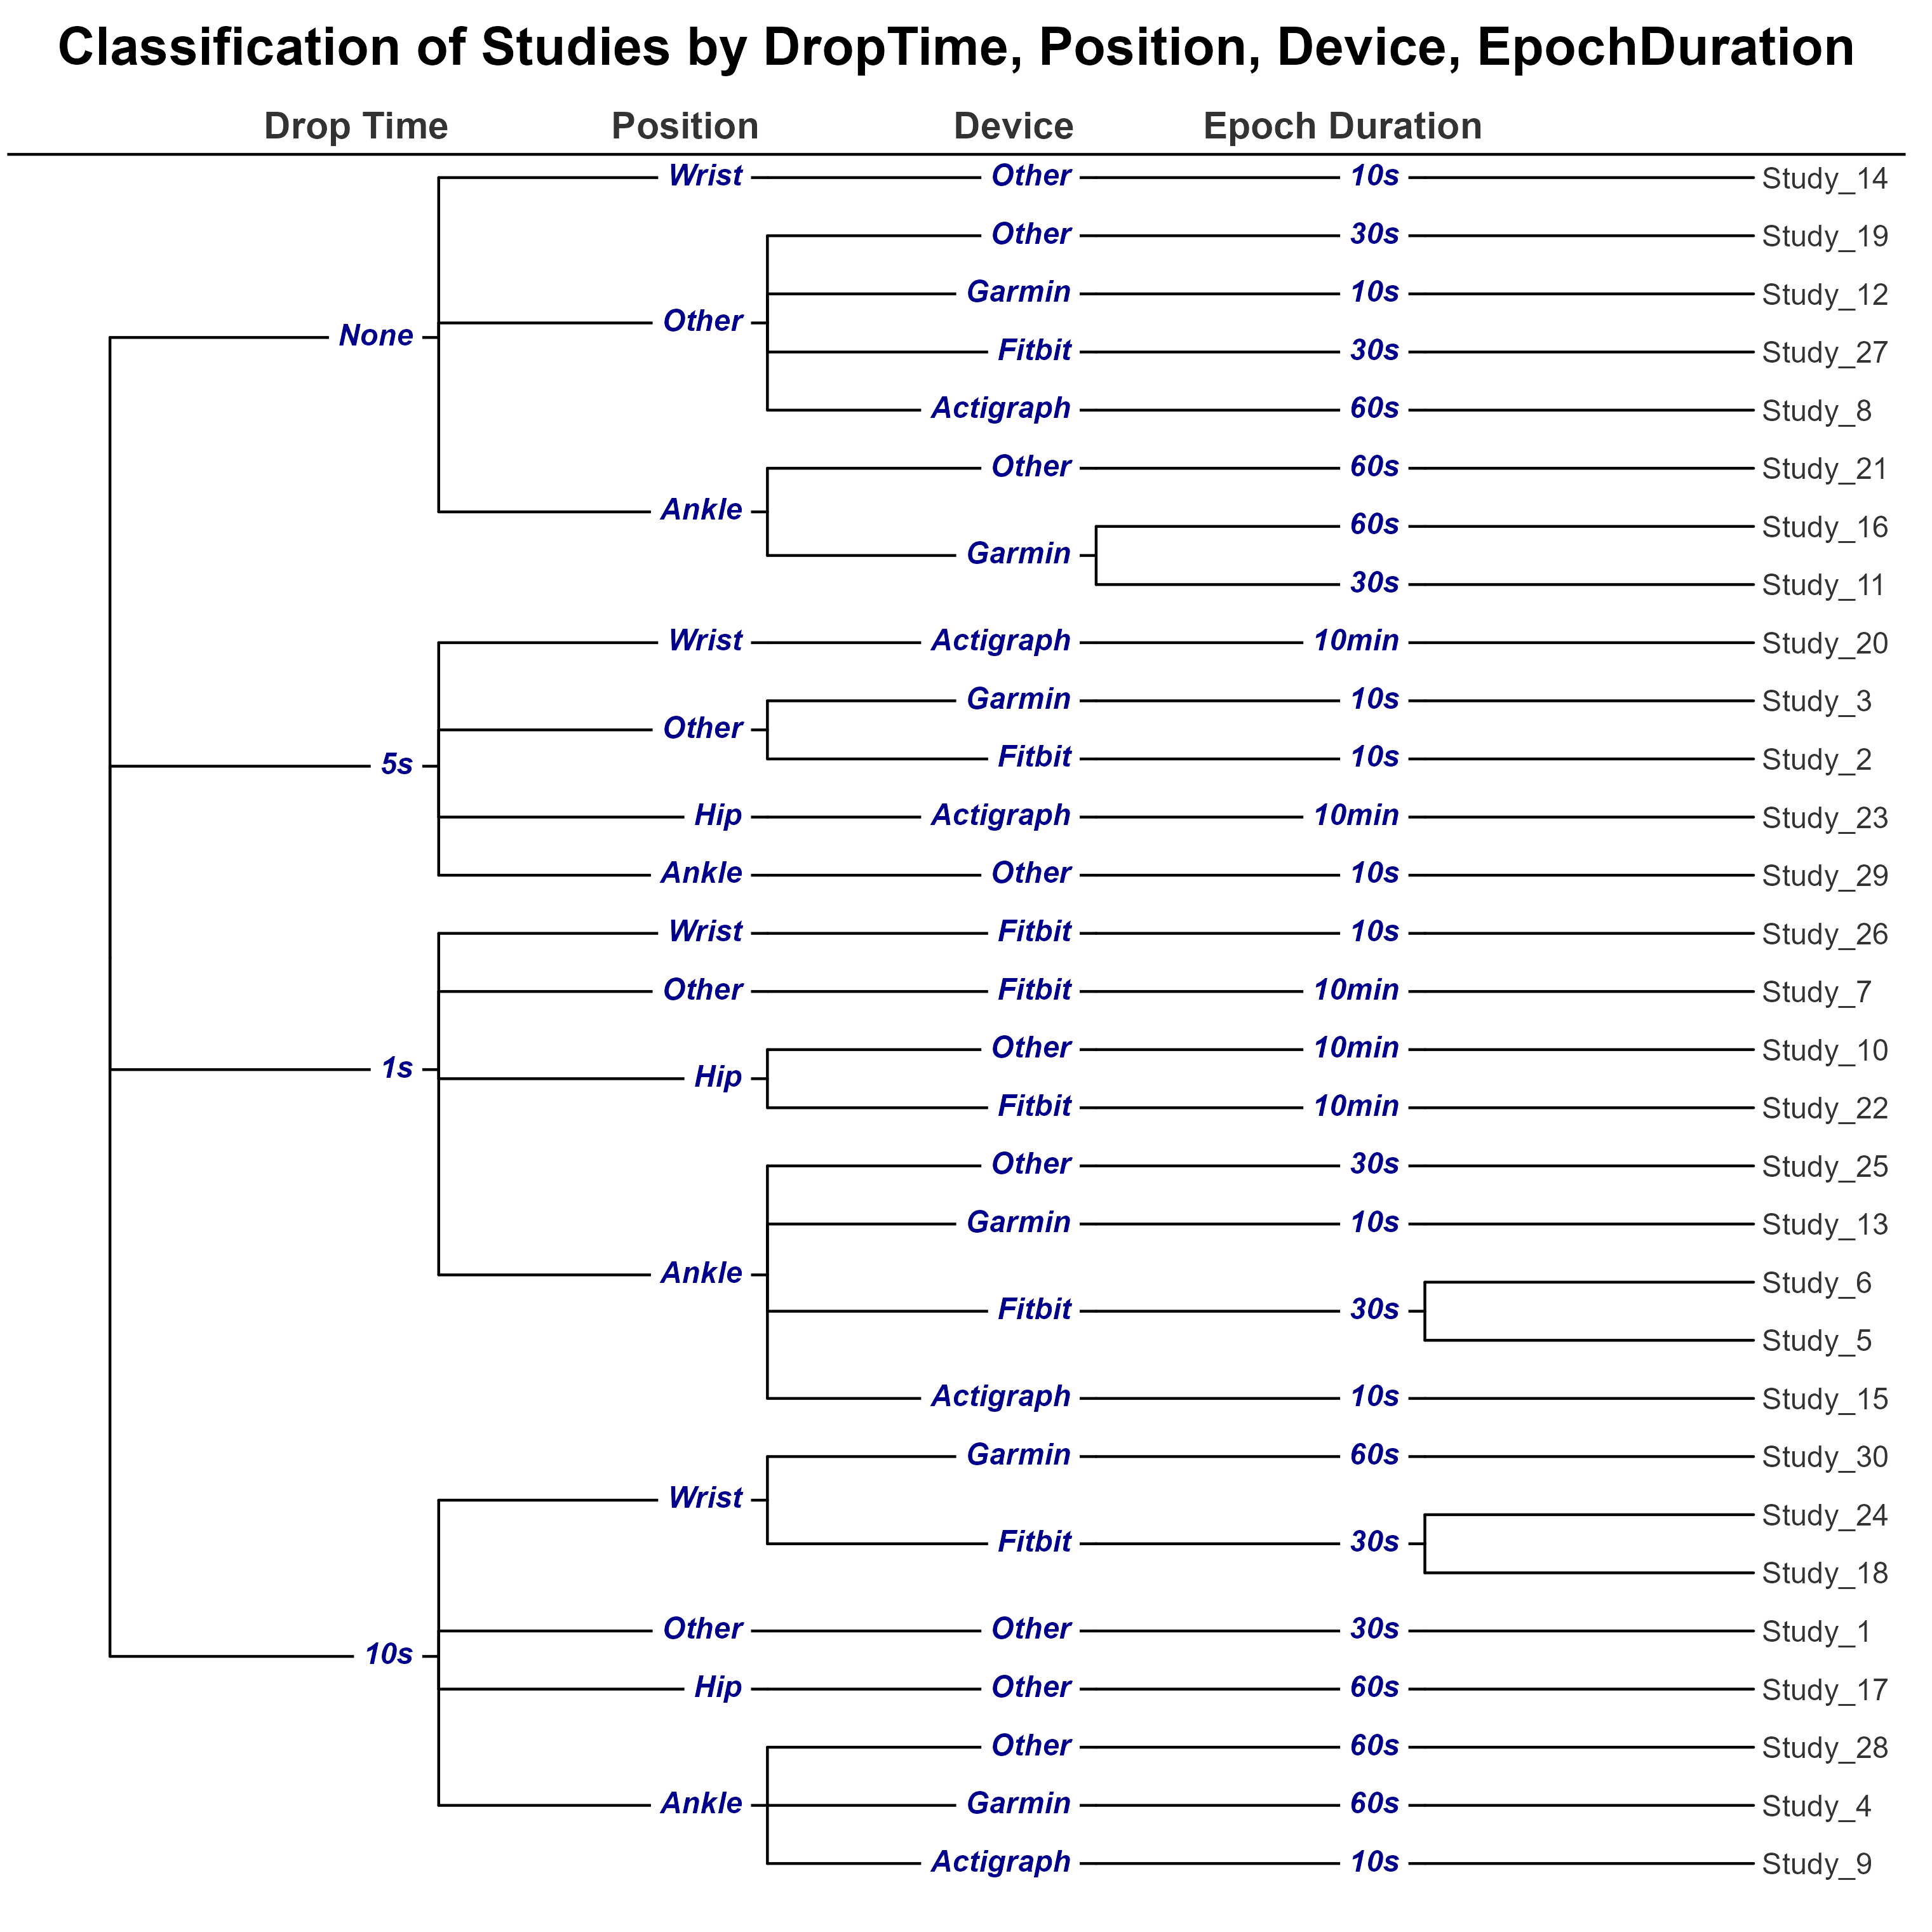 Classification of Studies by DropTime, Position, Device, EpochDuration
Drop Time Position Device Epoch Duration
Wrist Other 10s Study_14
Other 30s Study_19
Garmin 10s Study_12
Other
None
Fitbit 30s Study_27
Actigraph 60s Study_8
Other 60s Study_21
Ankle
60s Study_16
Garmin
30s Study_11
Wrist Actigraph 10min Study_20
Garmin 10s Study_3
Other
5s
Fitbit 10s Study_2
Hip Actigraph 10min Study_23
Ankle Other 10s Study_29
Wrist Fitbit 10s Study_26
Other Fitbit 10min Study_7
Other 10min Study_10
1s
Hip
Fitbit 10min Study_22
Other 30s Study_25
Garmin 10s Study_13
Ankle
Study_6
Fitbit 30s
Study_5
Actigraph 10s Study_15
Garmin 60s Study_30
Wrist
Study_24
Fitbit 30s
Study_18
Other Other 30s Study_1
10s
Hip Other 60s Study_17
Other 60s Study_28
Ankle Garmin 60s Study_4
Actigraph 10s Study_9